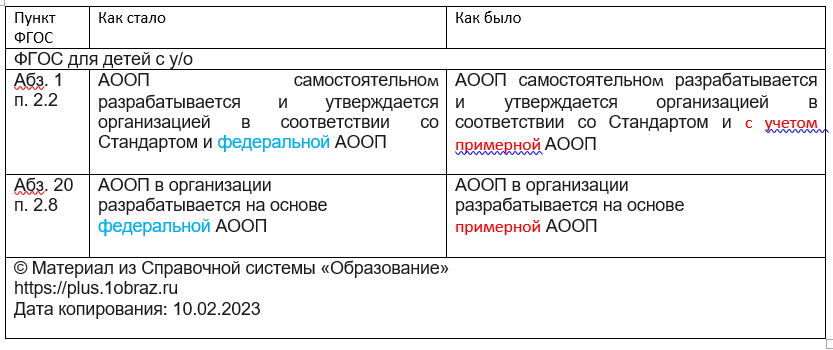 Пункт ФГОС
Как стало
Как было
ФГОС для детей с у/о
Абз. 1
п. 2.2
АООП самостоятельном
разрабатывается и утверждается
организацией в соответствии со
Стандартом и федеральной АООП
АООП самостоятельном разрабатывается
и утверждается организацией в
соответствии со Стандартом и с учетом
примерной АООП
Абз. 20
п. 2.8
АООП в организации
разрабатывается на основе
федеральной АООП
АООП в организации
разрабатывается на основе
примерной АООП
© Материал из Справочной системы «Образование»
https://plus.1obraz.ru
Дата копирования: 10.02.2023